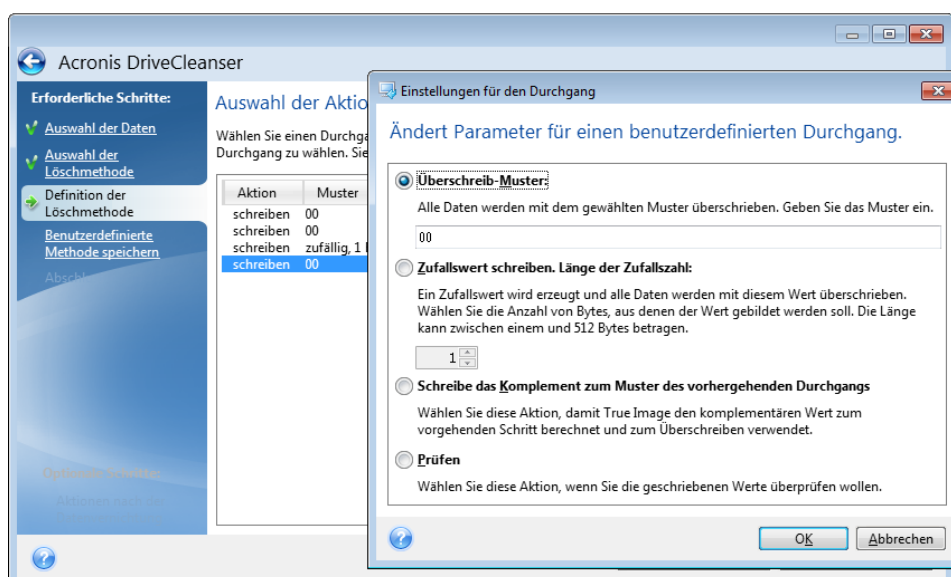 Acronis DriveCleanser
Erforderliche Schritte:
Auswahl der Daten
Auswahl der
Löschmethode
Definition der
Löschmethode
Benutzerdefinierte
Methode speichern
Absch
Optionale Schritte:
Aktionen nach
Auswahl der Aktio
Wählen Sie einen Durchga
Durchgang zu wählen. Sie
Aktion Muster
schreiben 00
schreiben 00
schreiben zufällig, 1
schreiben 00
Einstellungen für den Durchgang
Ändert Parameter für einen benutzerdefinierten Durchgang.
Überschreib-Muster:
Alle Daten werden mit dem gewählten Muster überschrieben. Geben Sie das Muster ein.
00
Zufallswert schreiben. Länge der Zufallszahl:
Ein Zufallswert wird erzeugt und alle Daten werden mit diesem Wert überschrieben.
Wählen Sie die Anzahl von Bytes, aus denen der Wert gebildet werden soll. Die Länge
kann zwischen einem und 512 Bytes betragen.
1
Schreibe das Komplement zum Muster des vorhergehenden Durchgangs
Wählen Sie diese Aktion, damit True Image den komplementären Wert zum
vorgehenden Schritt berechnet und zum Überschreiben verwendet.
Prüfen
Wählen Sie diese Aktion, wenn Sie die geschriebenen Werte überprüfen wollen.
OK
Abbrechen